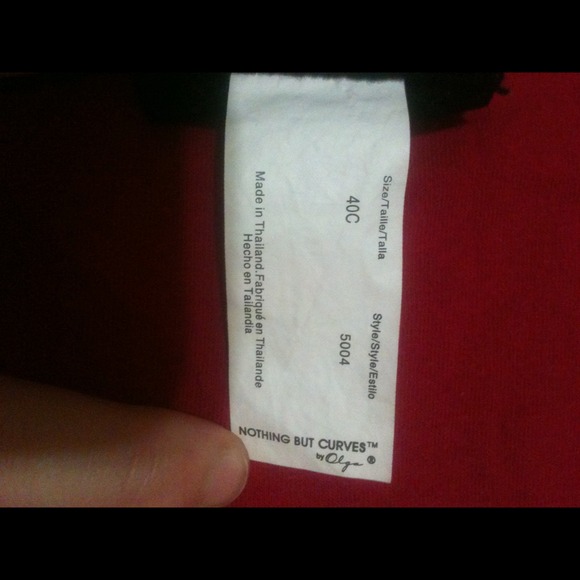 NOTHING BUT CURVES™
by Olga®
Size/Taille/Talla
40C
Style/Style/Estilo
5004
Made in Thailand.Fabriqué en Thailande
Hecho en Tailandia